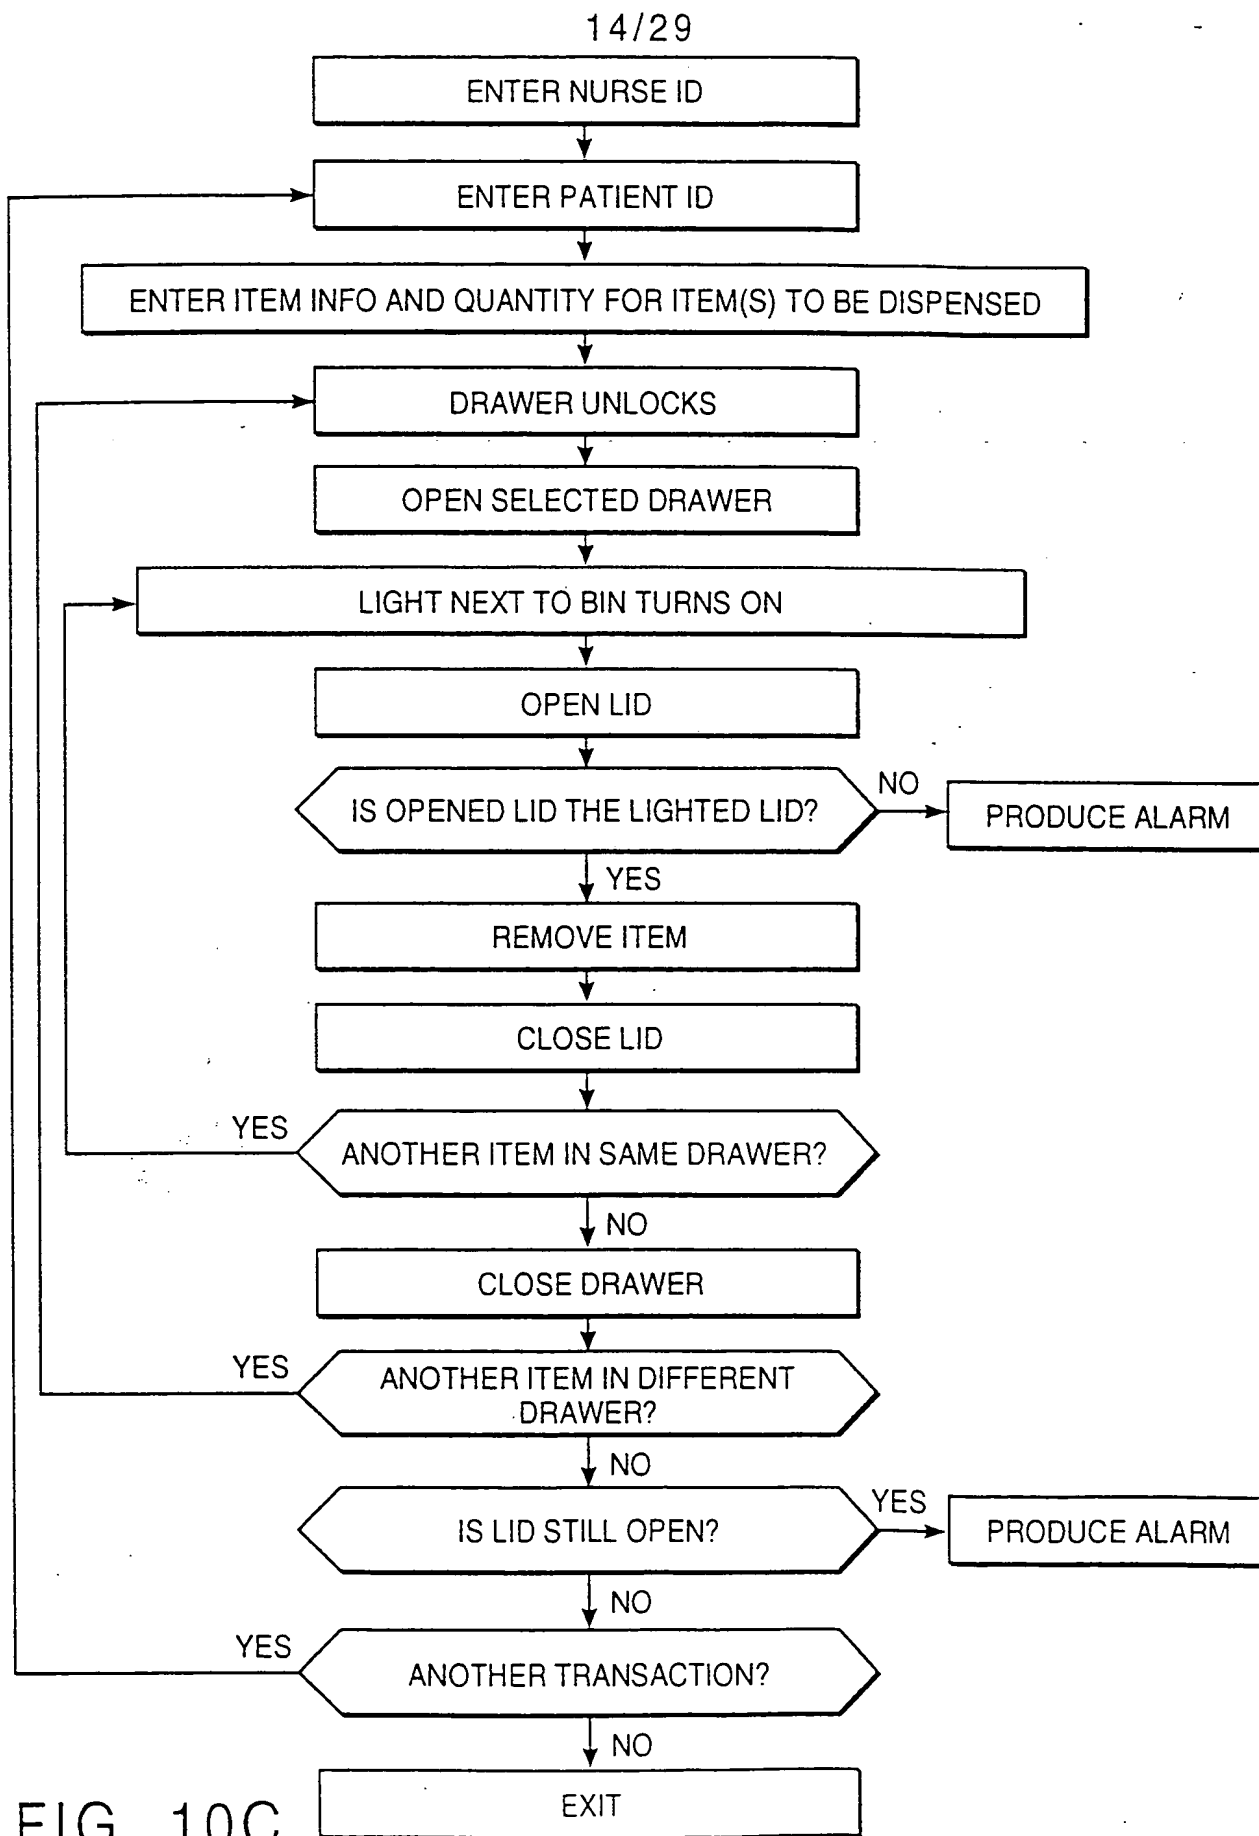 14/29
ENTER NURSE ID
ENTER PATIENT ID
ENTER ITEM INFO AND QUANTITY FOR ITEM(S) TO BE DISPENSED
DRAWER UNLOCKS
OPEN SELECTED DRAWER
LIGHT NEXT TO BIN TURNS ON
OPEN LID
IS OPENED LID THE LIGHTED LID?
NO
PRODUCE ALARM
YES
REMOVE ITEM
CLOSE LID
YES
ANOTHER ITEM IN SAME DRAWER?
NO
CLOSE DRAWER
YES
ANOTHER ITEM IN DIFFERENT
DRAWER?
NO
IS LID STILL OPEN?
YES
PRODUCE ALARM
NO
YES
ANOTHER TRANSACTION?
NO
EXIT
FIG. 10C